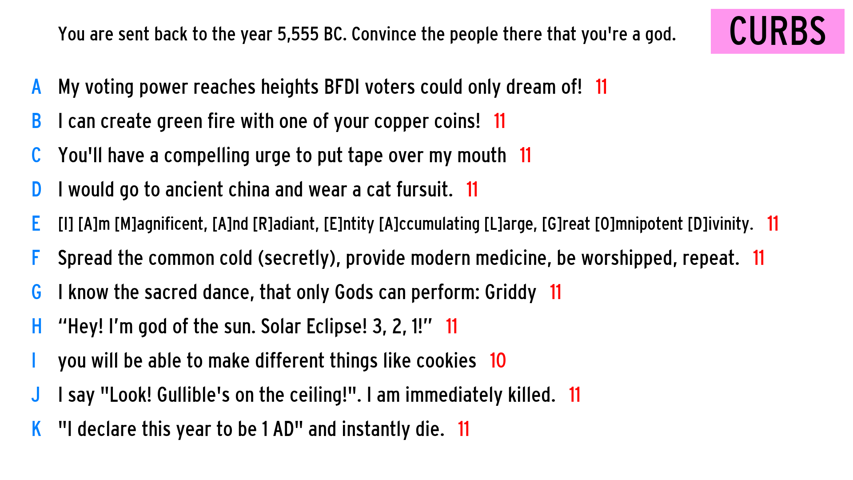 You are sent back to the year 5,555 BC. Convince the people there that you're a god.
CURBS
A My voting power reaches heights BFDI voters could only dream of! 11
B I can create green fire with one of your copper coins! 11
C You'll have a compelling urge to put tape over my mouth 11
D I would go to ancient china and wear a cat fursuit. 11
E [I] [A]m [M]agnificent, [A]nd [R]adiant, [E]ntity [A]ccumulating [L]arge, [G]reat [O]mnipotent [D]ivinity. 11
F Spread the common cold (secretly), provide modern medicine, be worshipped, repeat. 11
G I know the sacred dance, that only Gods can perform: Griddy 11
H “Hey! I’m god of the sun. Solar Eclipse! 3, 2, 1!” 11
I you will be able to make different things like cookies 10
J I say "Look! Gullible's on the ceiling!". I am immediately killed. 11
K "I declare this year to be 1 AD" and instantly die. 11